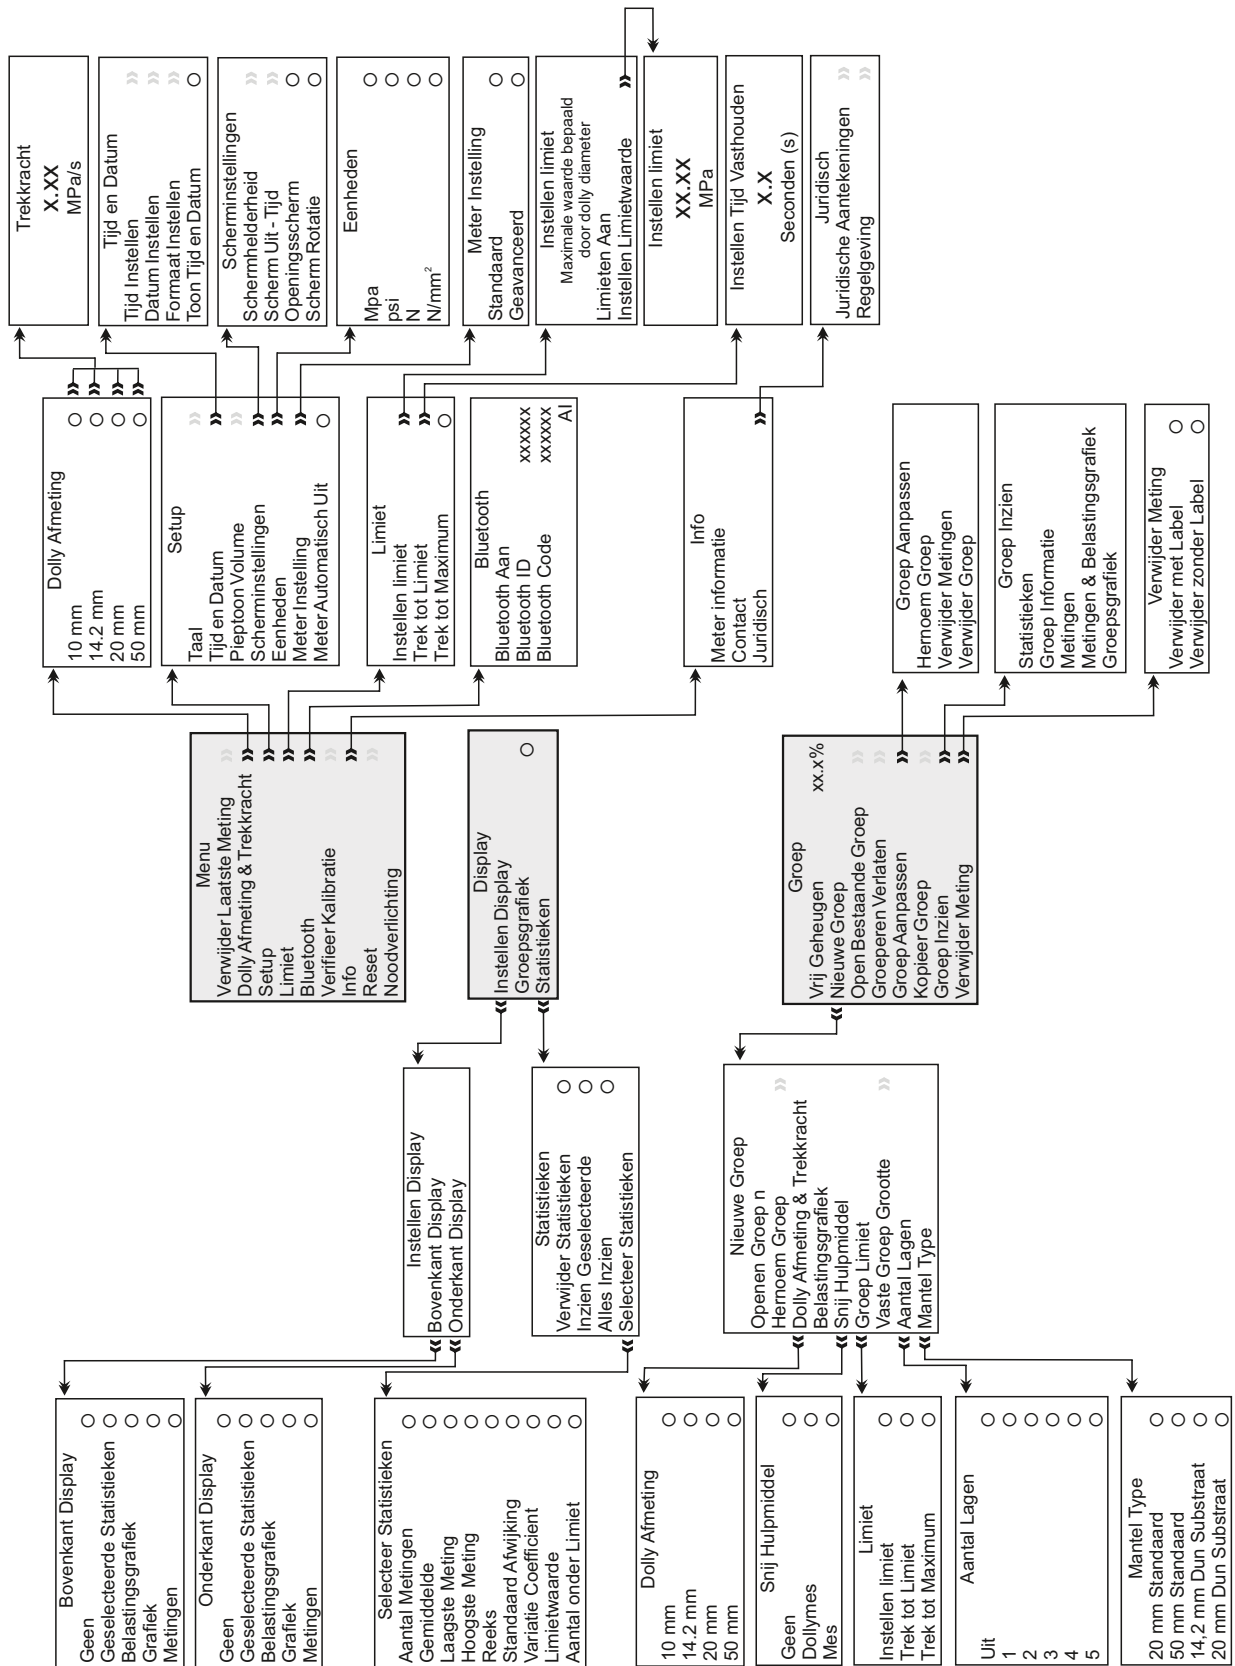 Trekkracht
X.XX
MPa/s
Tijd en Datum
Tijd Instellen
Datum Instellen
Formaat Instellen
Toon Tijd en Datum
Scherminstellingen
Schermhelderheid
Scherm Uit - Tijd
Openingsscherm
Scherm Rotatie
Eenheden
Mpa
psi
N
N/mm²
Meter Instelling
Standaard
Geavanceerd
Instellen limiet
Maximale waarde bepaald
door dolly diameter
Limieten Aan
Instellen Limietwaarde
Instellen limiet
XX.XX
MPa
Instellen Tijd Vasthouden
X.X
Seconden (s)
Juridisch
Juridische Aantekeningen
Regelgeving
Dolly Afmeting
10 mm
14.2 mm
20 mm
50 mm
Setup
Taal
Tijd en Datum
Pieptoon Volume
Scherminstellingen
Eenheden
Meter Instelling
Meter Automatisch Uit
Limiet
Instellen limiet
Trek tot Limiet
Trek tot Maximum
Bluetooth
Bluetooth Aan
Bluetooth ID xxxxxx
Bluetooth Code xxxxxx
AI
Info
Meter informatie
Contact
Juridisch
Groep Aanpassen
Hernoem Groep
Verwijder Metingen
Verwijder Groep
Groep Inzien
Statistieken
Groep Informatie
Metingen
Metingen & Belastingsgrafiek
Groepsgrafiek
Verwijder Meting
Verwijder met Label
Verwijder zonder Label
Menu
Verwijder Laatste Meting
Dolly Afmeting & Trekkracht
Setup
Limiet
Bluetooth
Verifieer Kalibratie
Info
Reset
Noodverlichting
Display
Instellen Display
Groepsgrafiek
Statistieken
Groep
Vrij Geheugen xx.x%
Nieuwe Groep
Open Bestaande Groep
Groeperen Verlaten
Groep Aanpassen
Kopieer Groep
Groep Inzien
Verwijder Meting
Instellen Display
Bovenkant Display
Onderkant Display
Statistieken
Verwijder Statistieken
Inzien Geselecteerde
Alles Inzien
Selecteer Statistieken
Nieuwe Groep
Openen Groep n
Hernoem Groep
Dolly Afmeting & Trekkracht
Belastingsgrafiek
Snij Hulpmiddel
Groep Limiet
Vaste Groep Grootte
Aantal Lagen
Mantel Type
Bovenkant Display
Geen
Geselecteerde Statistieken
Belastingsgrafiek
Grafiek
Metingen
Onderkant Display
Geen
Geselecteerde Statistieken
Belastingsgrafiek
Grafiek
Metingen
Selecteer Statistieken
Aantal Metingen
Gemiddelde
Laagste Meting
Hoogste Meting
Reeks
Standaard Afwijking
Variatie Coefficient
Limietwaarde
Aantal onder Limiet
Dolly Afmeting
10 mm
14.2 mm
20 mm
50 mm
Snij Hulpmiddel
Geen
Dollymes
Mes
Limiet
Instellen limiet
Trek tot Limiet
Trek tot Maximum
Aantal Lagen
Uit
1
2
3
4
5
Mantel Type
20 mm Standaard
50 mm Standaard
14,2 mm Dun Substraat
20 mm Dun Substraat